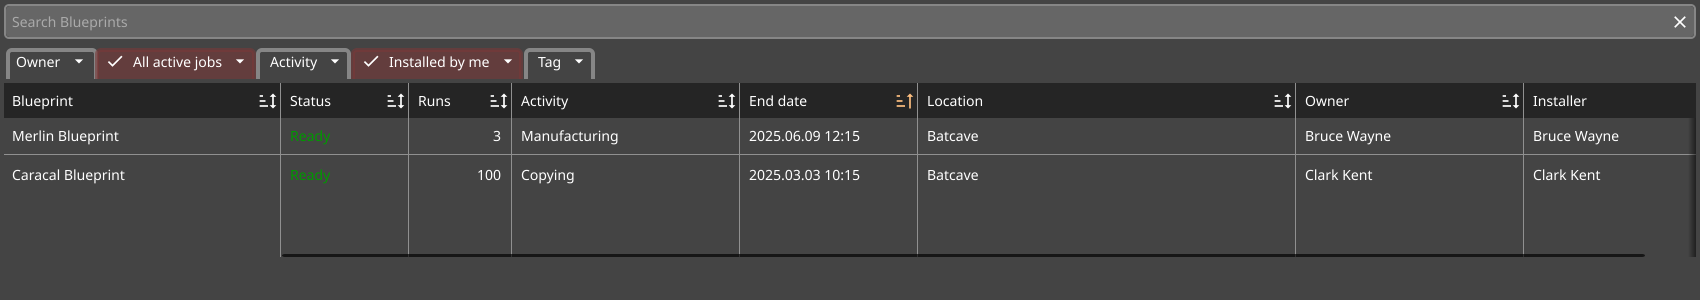 Search Blueprints
Owner All active jobs Activity Installed by me Tag
Blueprint Status Runs Activity End date Location Owner Installer
Merlin Blueprint Ready 3 Manufacturing 2025.06.09 12:15 Batcave Bruce Wayne Bruce Wayne
Caracal Blueprint Ready 100 Copying 2025.03.03 10:15 Batcave Clark Kent Clark Kent